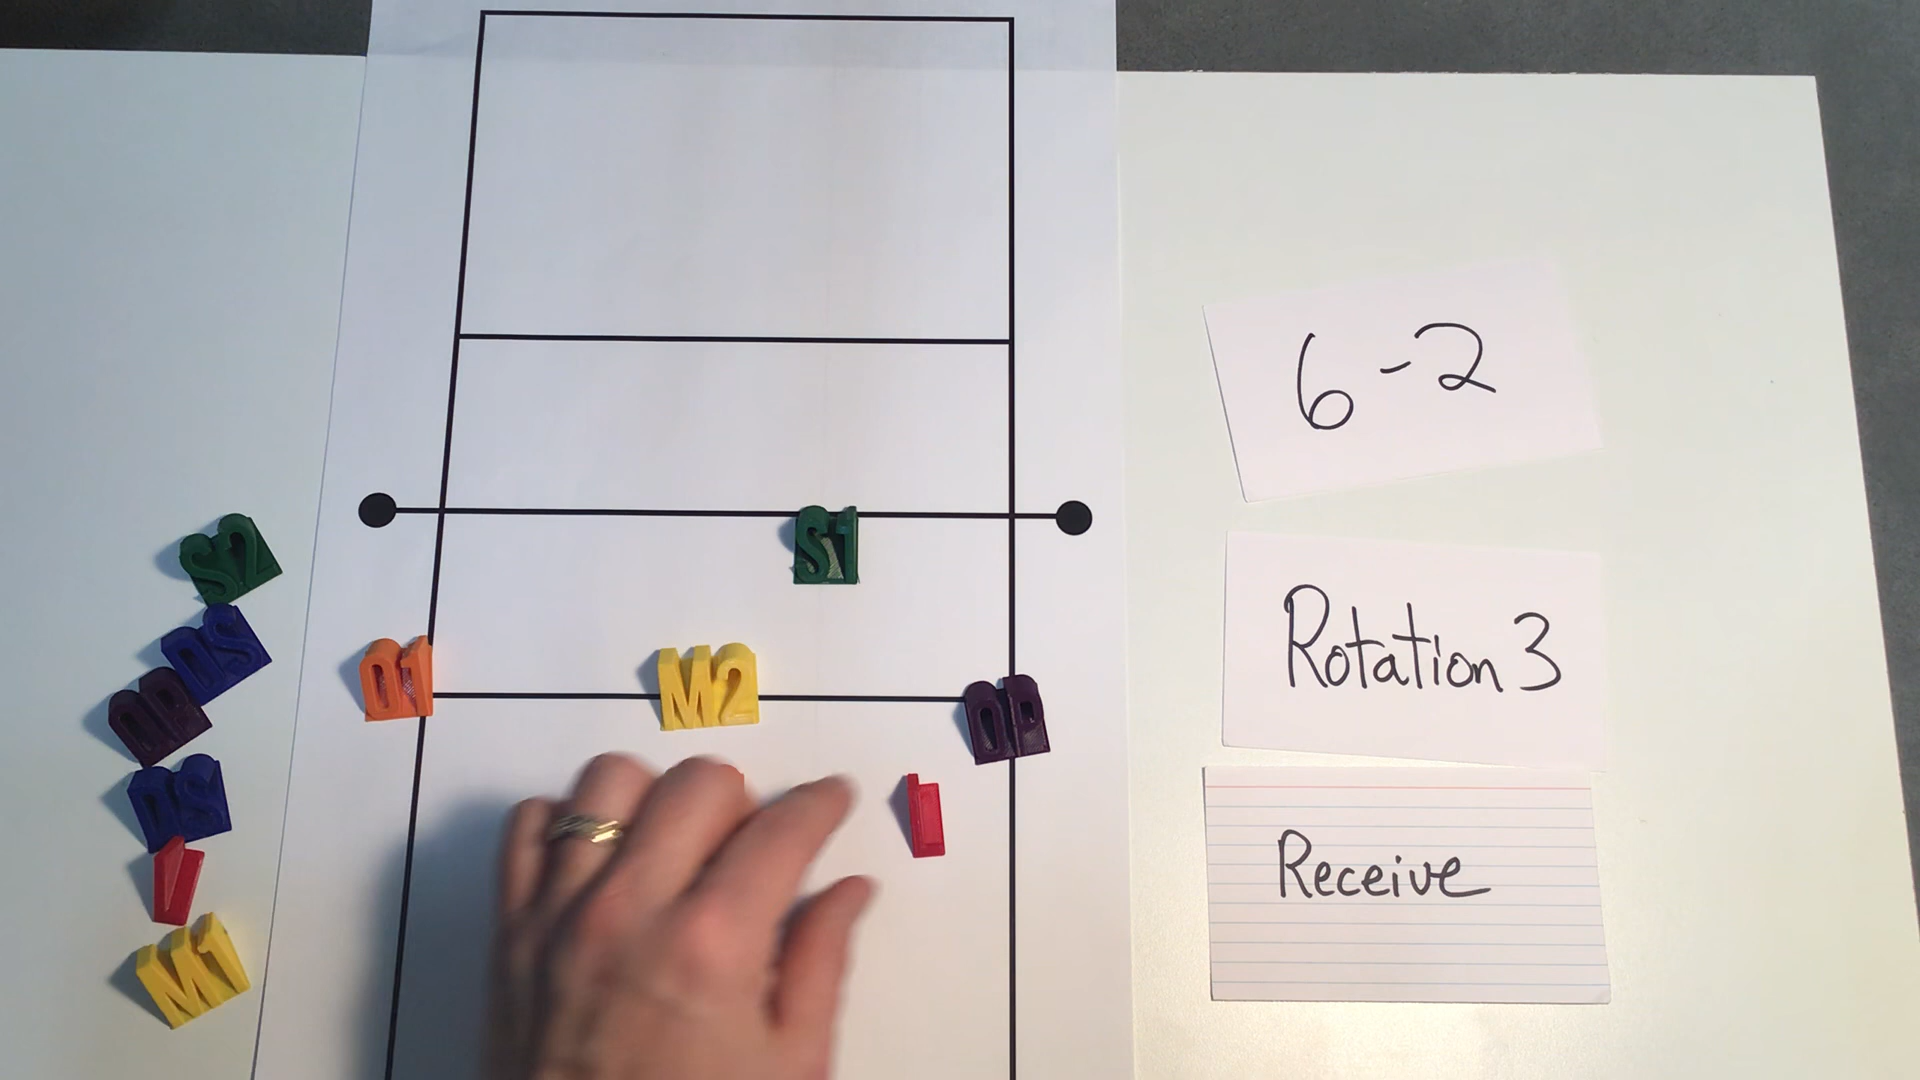 6-2
S1
S2
DS
O1
M2
Rotation 3
OP
OP
DS
L
L
Receive
M1